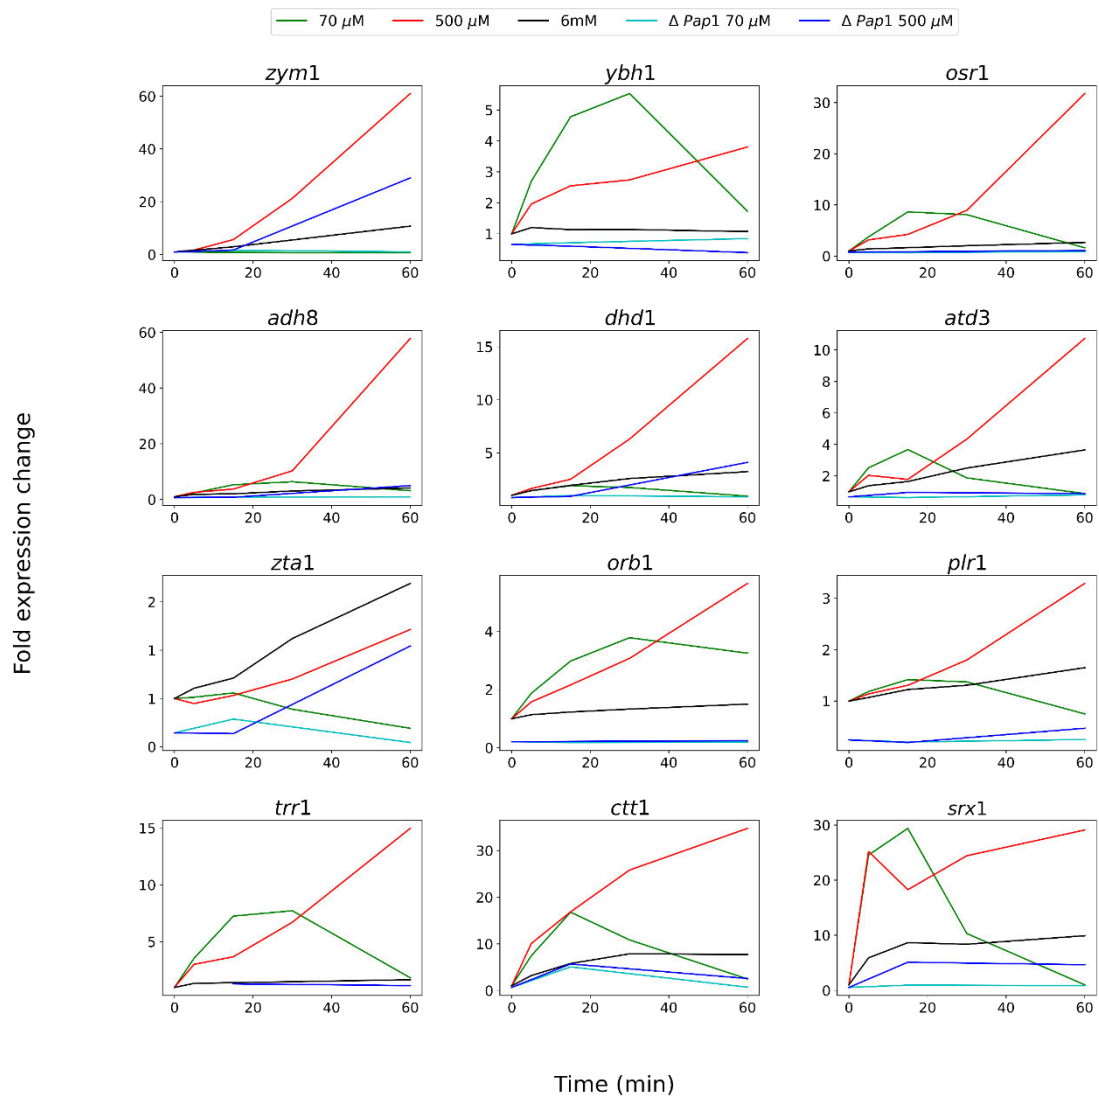 70 μM 500 μM 6mM Δ Pap1 70 μM Δ Pap1 500 μM
zym1 ybh1 osr1
60
40
20
0
0 20 40 60
5
4
3
2
1
0 20 40 60
30
20
10
0
0 20 40 60
adh8 dhd1 atd3
60
40
20
0
0 20 40 60
15
10
5
0 20 40 60
10
8
6
4
2
0 20 40 60
Fold expression change
zta1 orb1 plr1
2
1
1
0
0 20 40 60
4
2
0
0 20 40 60
3
2
1
0 20 40 60
trr1 ctt1 srx1
15
10
5
0 20 40 60
30
20
10
0
0 20 40 60
30
20
10
0
0 20 40 60
Time (min)